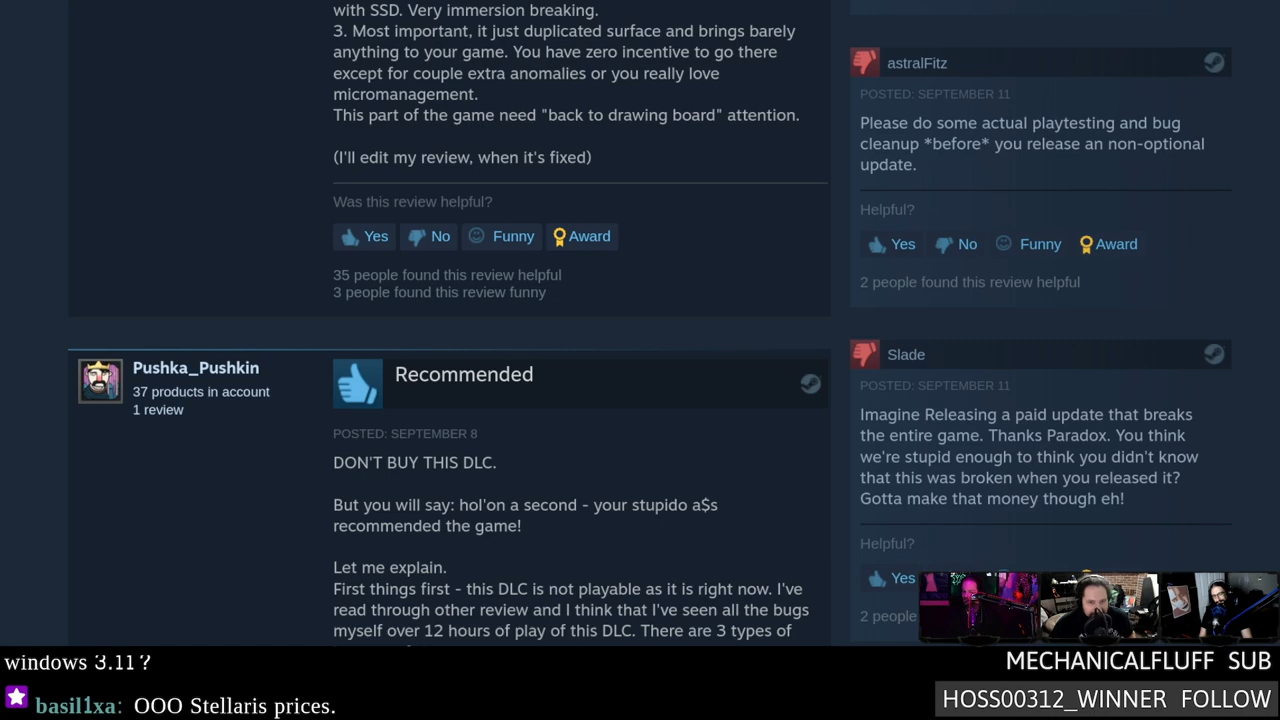 with SSD. Very immersion breaking.
3. Most important, it just duplicated surface and brings barely
anything to your game. You have zero incentive to go there
except for couple extra anomalies or you really love
micromanagement.
This part of the game need "back to drawing board" attention.
(I'll edit my review, when it's fixed)
Was this review helpful?
Yes
No
Funny
Award
35 people found this review helpful
3 people found this review funny
Pushka_Pushkin
37 products in account
1 review
Recommended
POSTED: SEPTEMBER 8
DON'T BUY THIS DLC.
But you will say: hol'on a second - your stupido a$s
recommended the game!
Let me explain.
First things first - this DLC is not playable as it is right now. I've
read through other review and I think that I've seen all the bugs
myself over 12 hours of play of this DLC. There are 3 types of
astralFitz
POSTED: SEPTEMBER 11
Please do some actual playtesting and bug
cleanup *before* you release an non-optional
update.
Helpful?
Yes
No
Funny
Award
2 people found this review helpful
Slade
POSTED: SEPTEMBER 11
Imagine Releasing a paid update that breaks
the entire game. Thanks Paradox. You think
we're stupid enough to think you didn't know
that this was broken when you released it?
Gotta make that money though eh!
Helpful?
Yes
2 people
windows 3.11 ?
basil1xa: OOO Stellaris prices.
MECHANICALFLUFF SUB
HOSS00312_WINNER FOLLOW